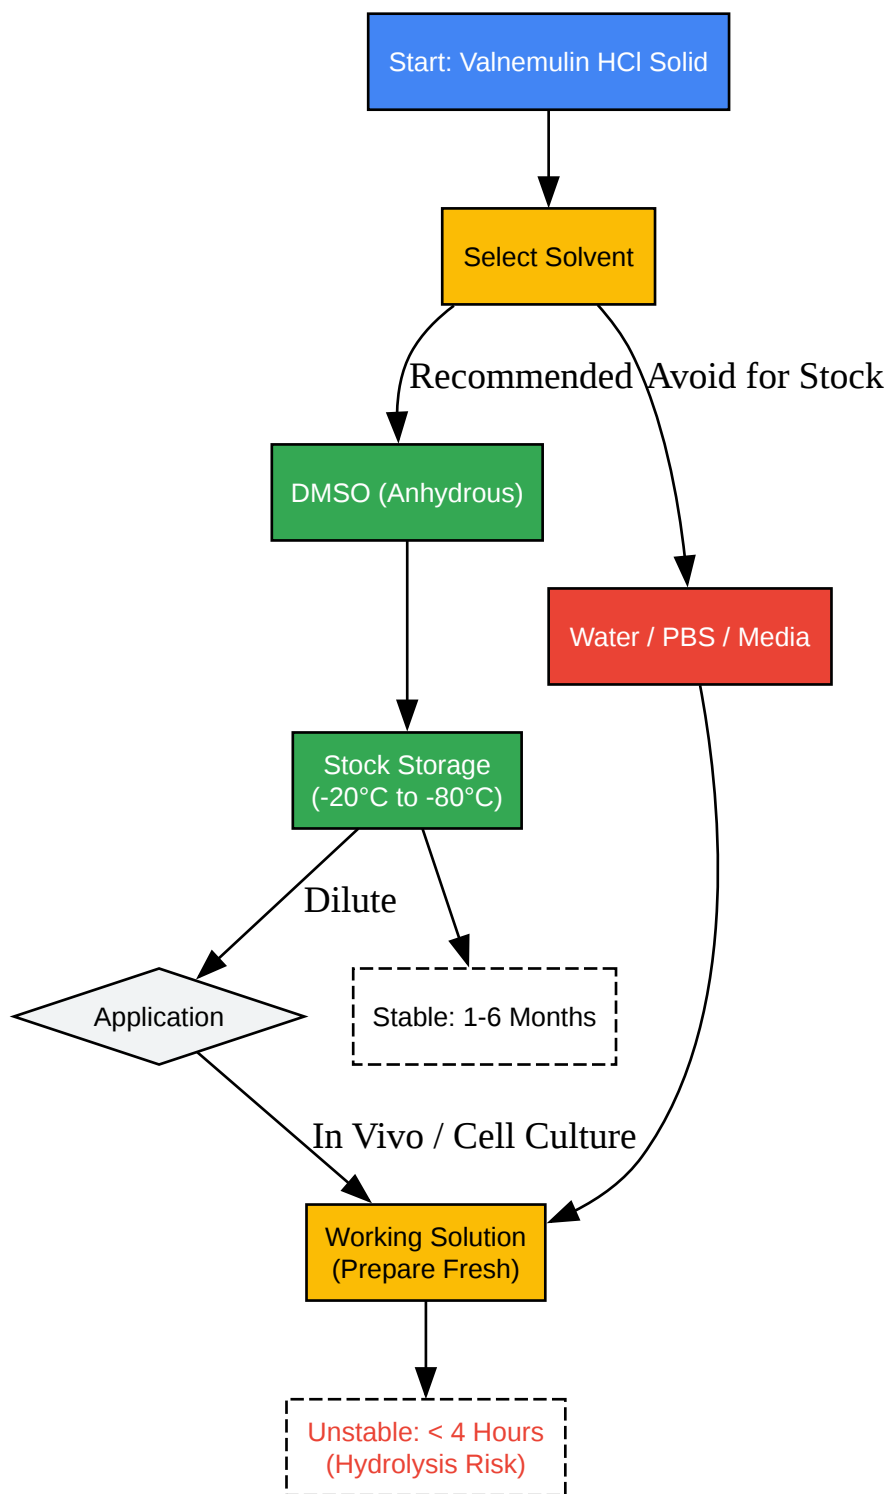 Start: Valnemulin HCl Solid
Select Solvent
Recommended
Avoid for Stock
DMSO (Anhydrous)
Water / PBS / Media
Stock Storage
(-20°C to -80°C)
Dilute
Application
Stable: 1-6 Months
In Vivo / Cell Culture
Working Solution
(Prepare Fresh)
Unstable: < 4 Hours
(Hydrolysis Risk)